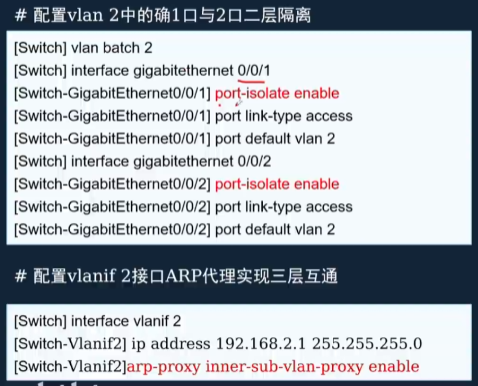 # 配置vlan 2中的确1口与2口二层隔离
[Switch] vlan batch 2
[Switch] interface gigabitethernet 0/0/1
[Switch-GigabitEthernet0/0/1] port-isolate enable
[Switch-GigabitEthernet0/0/1] port link-type access
[Switch-GigabitEthernet0/0/1] port default vlan 2
[Switch] interface gigabitethernet 0/0/2
[Switch-GigabitEthernet0/0/2] port-isolate enable
[Switch-GigabitEthernet0/0/2] port link-type access
[Switch-GigabitEthernet0/0/2] port default vlan 2
# 配置vlanif 2接口ARP代理实现三层互通
[Switch] interface vlanif 2
[Switch-Vlanif2] ip address 192.168.2.1 255.255.255.0
[Switch-Vlanif2]arp-proxy inner-sub-vlan-proxy enable